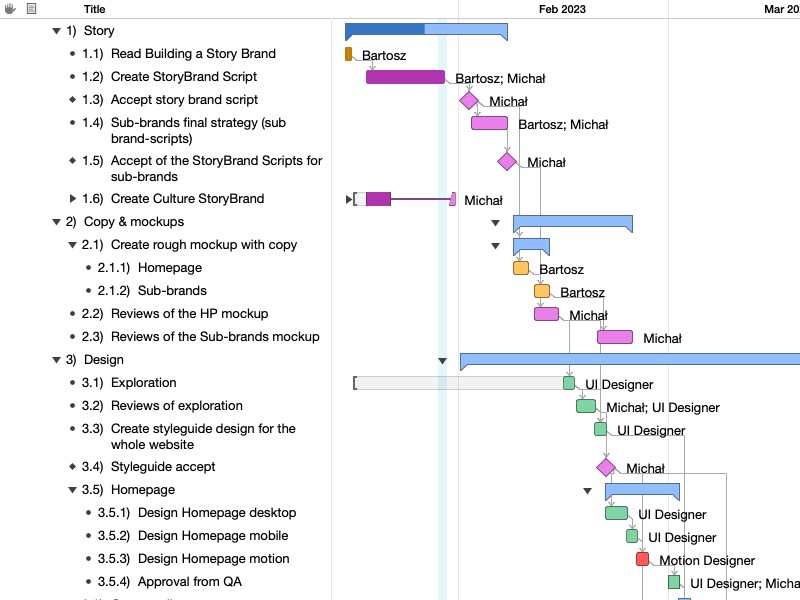 Title Feb 2023 Mar 20
1) Story
1.1) Read Building a Story Brand Bartosz
1.2) Create StoryBrand Script Bartosz; Michał
1.3) Accept story brand script Michał
1.4) Sub-brands final strategy (sub
brand-scripts) Bartosz; Michał
1.5) Accept of the StoryBrand Scripts for
sub-brands Michał
1.6) Create Culture StoryBrand Michał
2) Copy & mockups
2.1) Create rough mockup with copy
2.1.1) Homepage Bartosz
2.1.2) Sub-brands Bartosz
2.2) Reviews of the HP mockup Michał
2.3) Reviews of the Sub-brands mockup Michał
3) Design
3.1) Exploration UI Designer
3.2) Reviews of exploration Michał; UI Designer
3.3) Create styleguide design for the
whole website UI Designer
3.4) Styleguide accept Michał
3.5) Homepage
3.5.1) Design Homepage desktop UI Designer
3.5.2) Design Homepage mobile UI Designer
3.5.3) Design Homepage motion Motion Designer
3.5.4) Approval from QA UI Designer; Micha